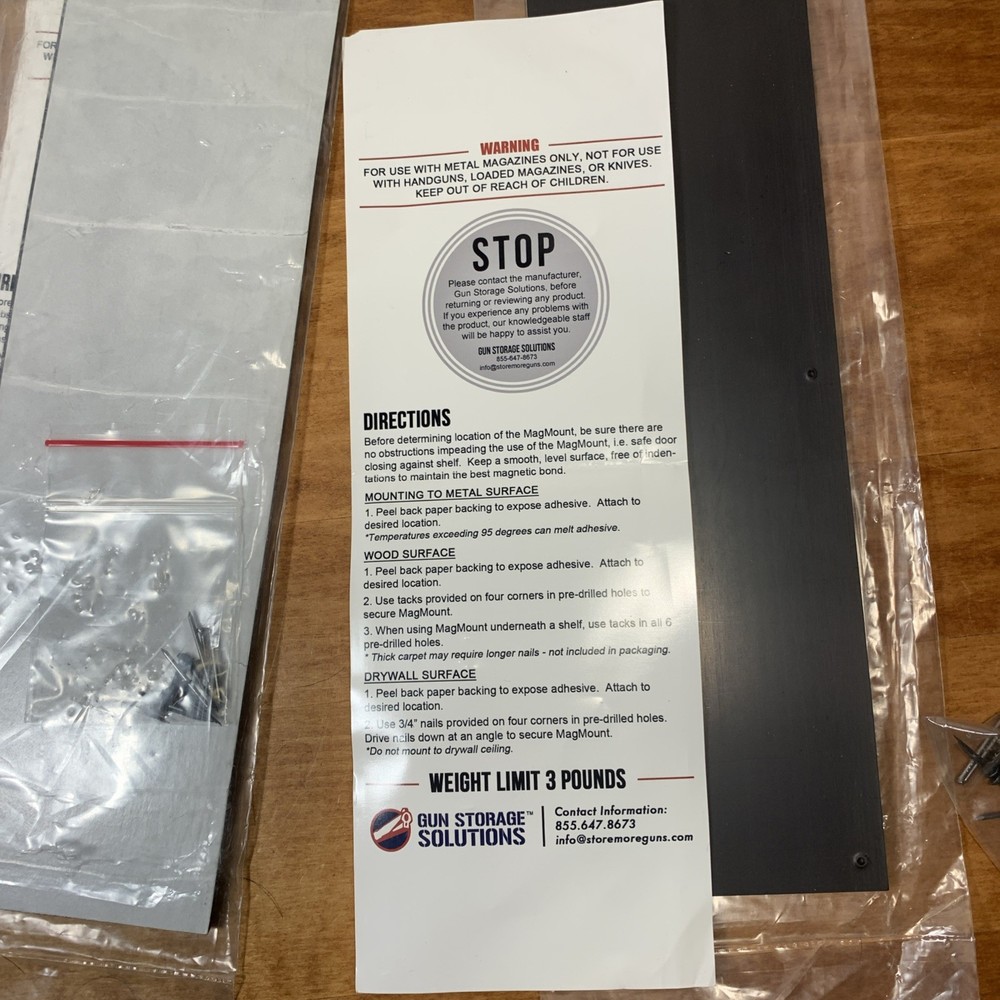 WARNING
FOR USE WITH METAL MAGAZINES ONLY, NOT FOR USE
WITH HANDGUNS, LOADED MAGAZINES, OR KNIVES.
KEEP OUT OF REACH OF CHILDREN.
STOP
Please contact the manufacturer,
Gun Storage Solutions, before
returning or reviewing any product.
If you experience any problems with
the product, our knowledgeable staff
will be happy to assist you.
GUN STORAGE SOLUTIONS
855-647-8673
info@storemoreguns.com
DIRECTIONS
Before determining location of the MagMount, be sure there are
no obstructions impeading the use of the MagMount, i.e. safe door
closing against shelf. Keep a smooth, level surface, free of inden-
tations to maintain the best magnetic bond.
MOUNTING TO METAL SURFACE
1. Peel back paper backing to expose adhesive. Attach to
desired location.
*Temperatures exceeding 95 degrees can melt adhesive.
WOOD SURFACE
1. Peel back paper backing to expose adhesive. Attach to
desired location.
2. Use tacks provided on four corners in pre-drilled holes to
secure MagMount.
3. When using MagMount underneath a shelf, use tacks in all 6
pre-drilled holes.
* Thick carpet may require longer nails - not included in packaging.
DRYWALL SURFACE
1. Peel back paper backing to expose adhesive. Attach to
desired location.
2. Use 3/4" nails provided on four corners in pre-drilled holes.
Drive nails down at an angle to secure MagMount.
*Do not mount to drywall ceiling.
WEIGHT LIMIT 3 POUNDS
GUN STORAGE™
SOLUTIONS
Contact Information:
855.647.8673
info@storemoreguns.com
FOR